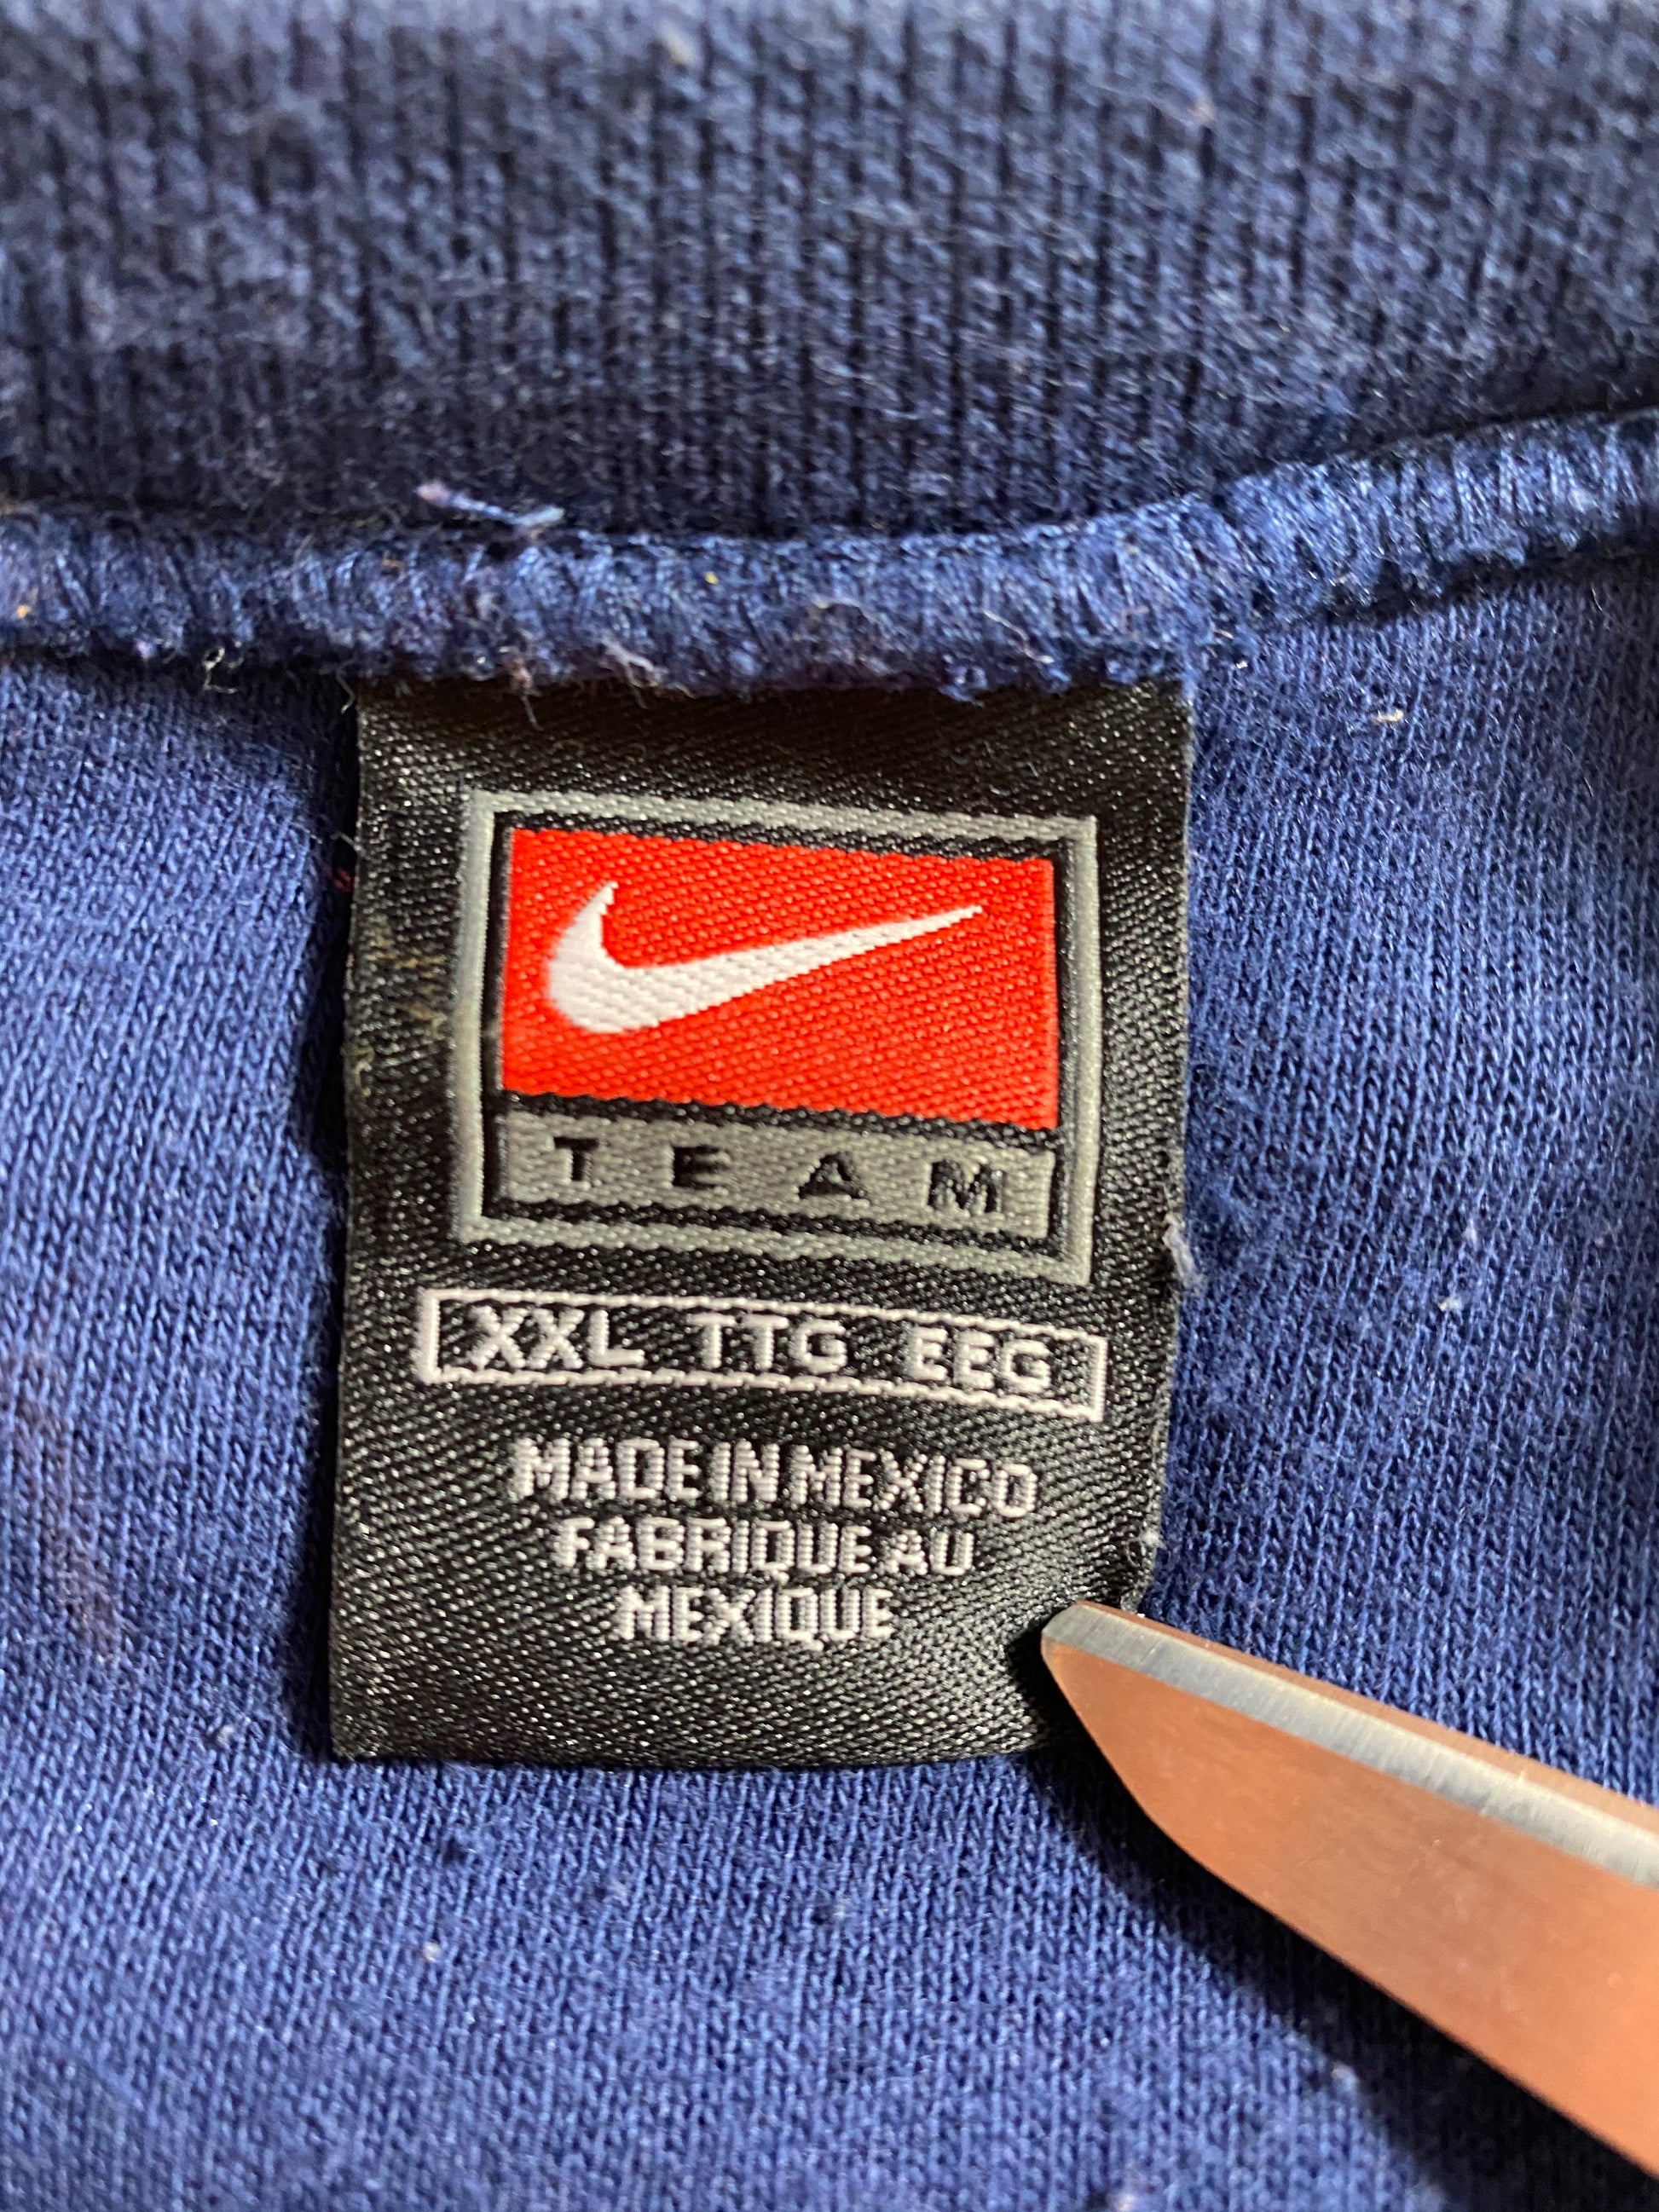 TEAM
XXL TTG EEG
MADE IN MEXICO
FABRIQUE AU
MEXIQUE